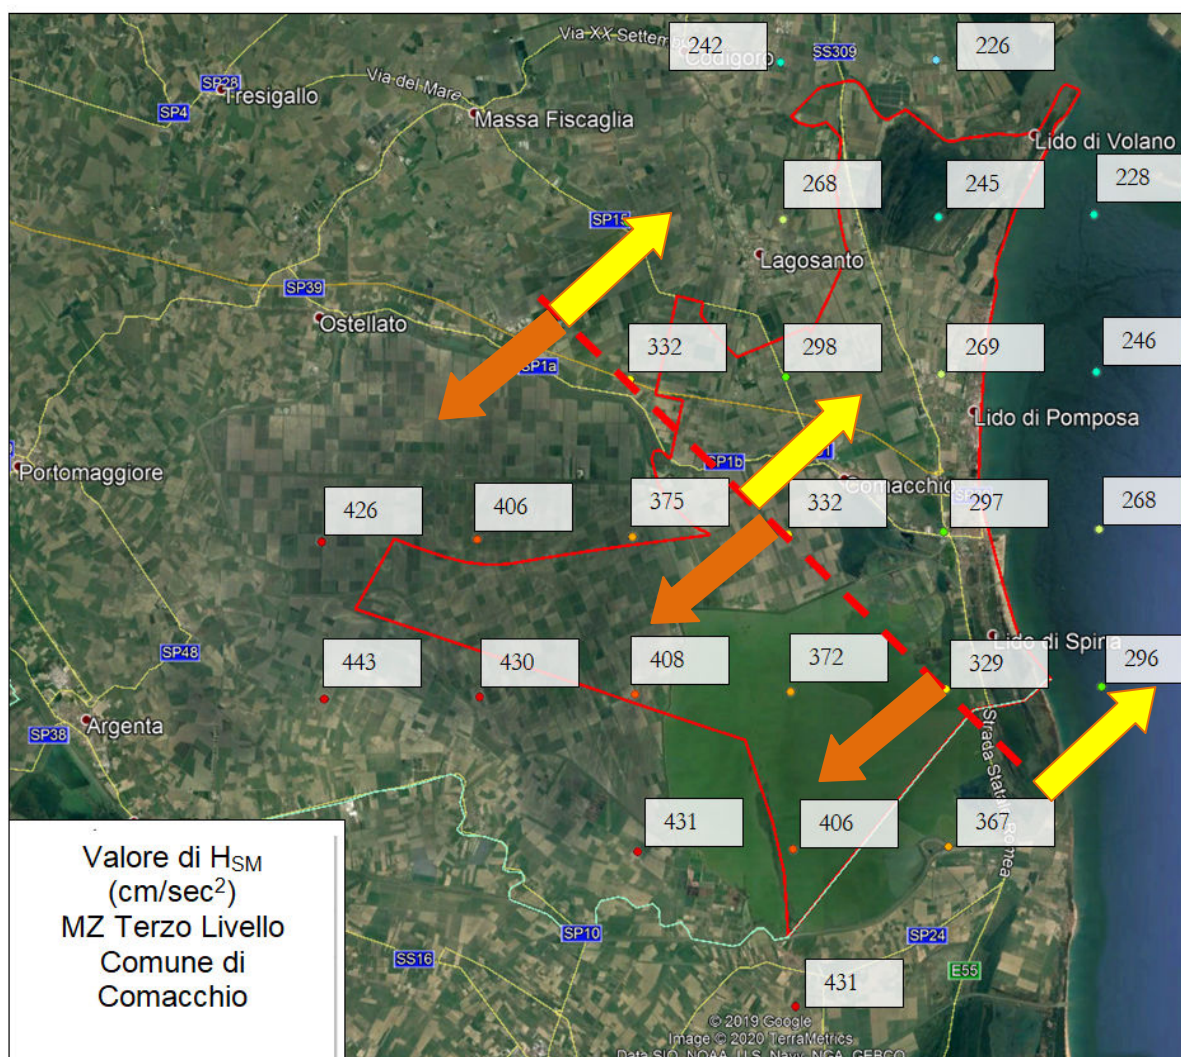 Via XX Settemb
242
226
Codigoro
SS309
SP28
Tresigallo
Via del Mare
SP4
Massa Fiscaglia
Lido di Volano
268
245
228
SP15
Lagosanto
SP39
Ostellato
332
298
269
246
SP1a
Lido di Pomposa
Portomaggiore
SP1b
Comacchio
426
406
375
332
297
268
Lido di Spina
SP48
443
430
408
372
329
296
Argenta
SP38
Strada Statale Romea
431
406
367
Valore di HSM
(cm/sec²)
MZ Terzo Livello
Comune di
Comacchio
SP10
SP24
SS16
E55
431
© 2019 Google
Image © 2020 TerraMetrics
Data SIO, NOAA, U.S. Navy, NGA, GEBCO